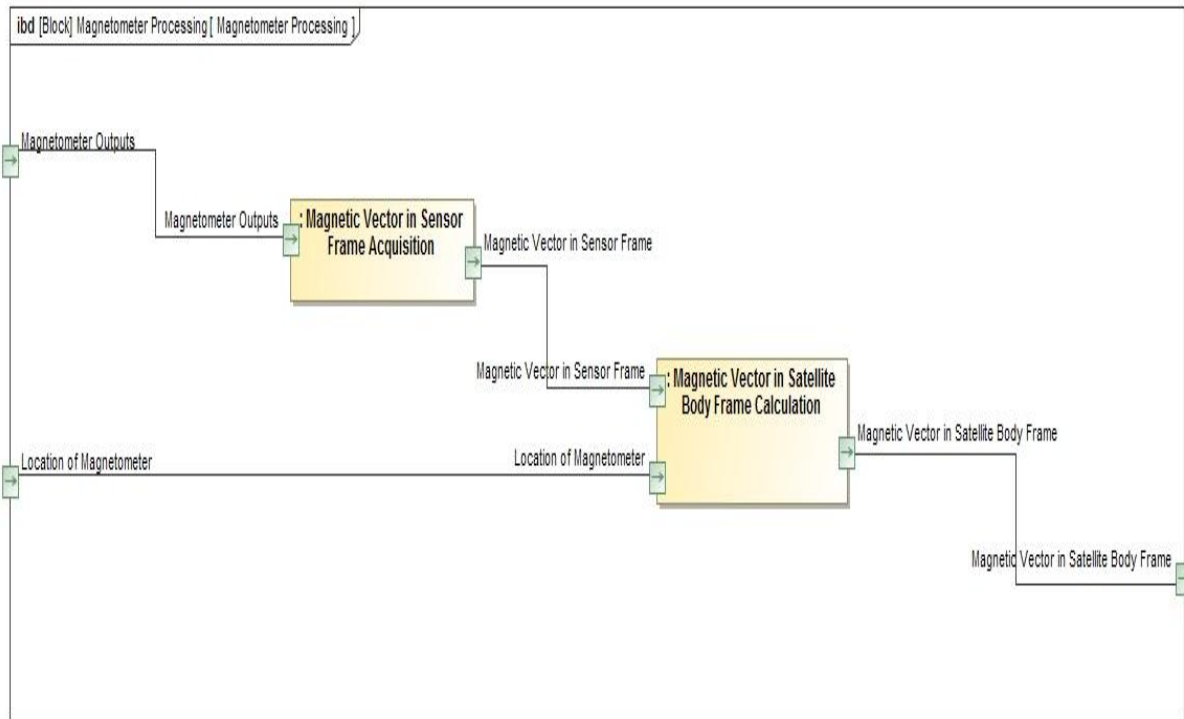 ibd [Block] Magnetometer Processing [ Magnetometer Processing ]
Magnetometer Outputs
Magnetometer Outputs
: Magnetic Vector in Sensor
Frame Acquisition
Magnetic Vector in Sensor Frame
Magnetic Vector in Sensor Frame
: Magnetic Vector in Satellite
Body Frame Calculation
Magnetic Vector in Satellite Body Frame
Location of Magnetometer
Location of Magnetometer
Magnetic Vector in Satellite Body Frame